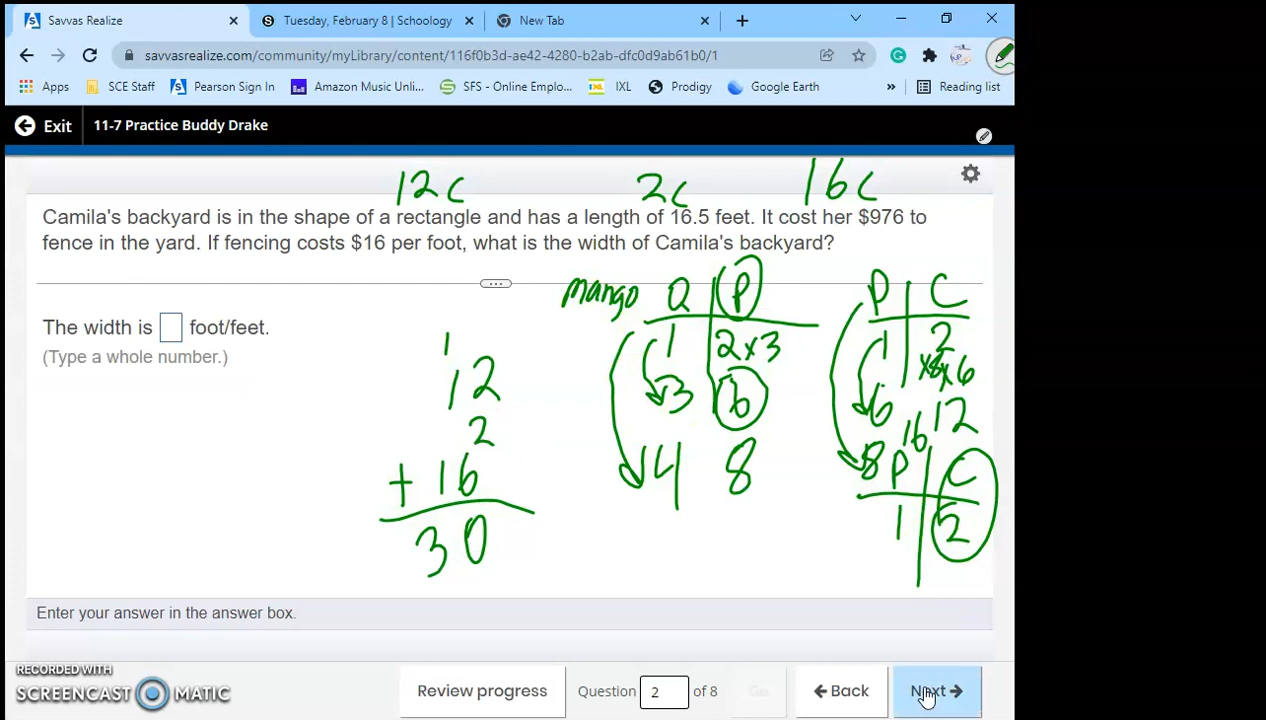 Savvas Realize
Tuesday, February 8 | Schoology
New Tab
savvasrealize.com/community/myLibrary/content/116f0b3d-ae42-4280-b2ab-dfc0d9ab61b0/1
Apps
SCE Staff
Pearson Sign In
Amazon Music Unli...
SFS - Online Emplo...
IXL
Prodigy
Google Earth
»
Reading list
Exit
11-7 Practice Buddy Drake
12c 2c 16c
Camila's backyard is in the shape of a rectangle and has a length of 16.5 feet. It cost her $976 to
fence in the yard. If fencing costs $16 per foot, what is the width of Camila's backyard?
The width is
foot/feet.
(Type a whole number.)
1
12
2
+ 16
30
mango Q P
1 2x3
3 6
4 8
P C
1 2
x8x6
6 12
8 16
P C
1 2
Enter your answer in the answer box.
RECORDED WITH
SCREENCAST MATIC
Review progress
Question 2 of 8
Go
Back
Next